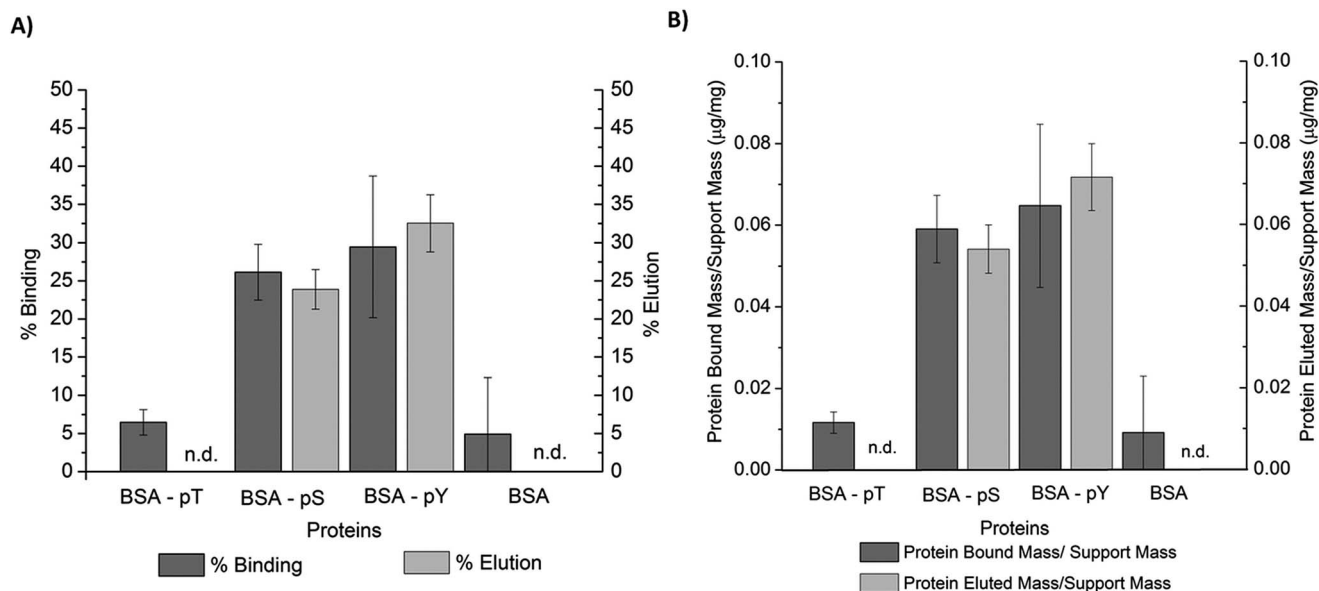 A)
50
45
40
35
30
25
20
15
10
5
0
% Binding
50
45
40
35
30
25
20
15
10
5
0
% Elution
n.d.
n.d.
BSA - pT
BSA - pS
BSA - pY
BSA
Proteins
% Binding
% Elution
B)
0.10
0.08
0.06
0.04
0.02
0.00
Protein Bound Mass/Support Mass (μg/mg)
0.10
0.08
0.06
0.04
0.02
0.00
Protein Eluted Mass/Support Mass (μg/mg)
n.d.
n.d.
BSA - pT
BSA - pS
BSA - pY
BSA
Proteins
Protein Bound Mass/ Support Mass
Protein Eluted Mass/Support Mass